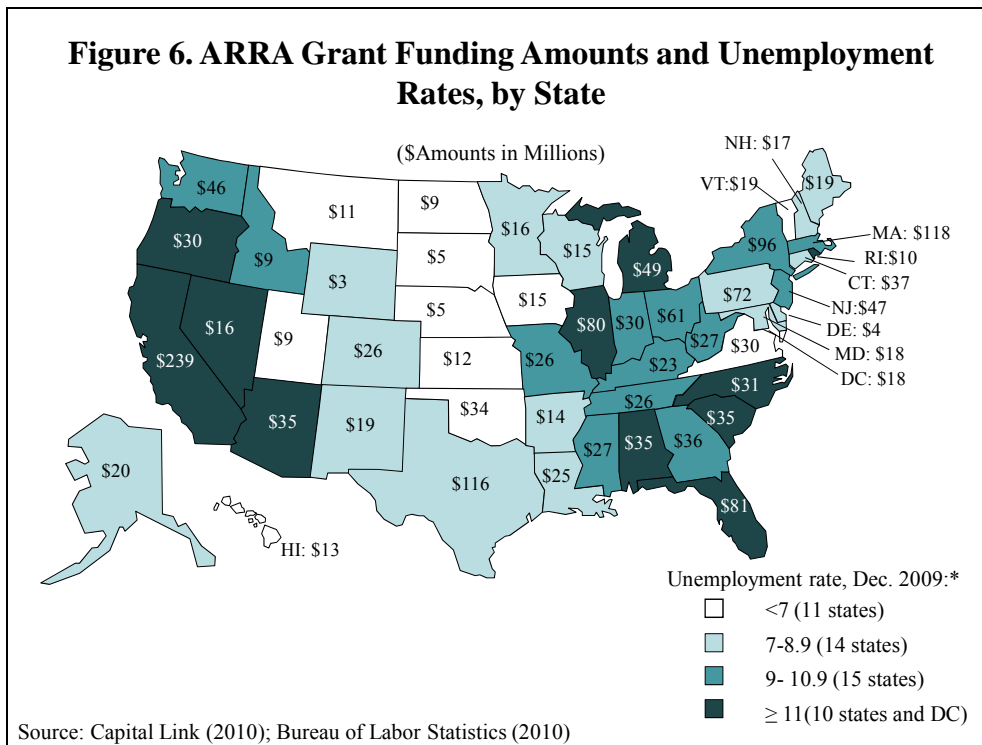 Figure 6. ARRA Grant Funding Amounts and Unemployment
Rates, by State
($Amounts in Millions)
NH: $17
VT:$19
$19
$46
$11
$9
$16
$15
$30
$9
$3
$5
$49
$96
MA: $118
RI:$10
CT: $37
NJ:$47
DE: $4
MD: $18
DC: $18
$72
$5
$15
$16
$9
$26
$80
$30
$61
$27
$30
$239
$12
$26
$23
$31
$35
$19
$34
$14
$26
$35
$20
$116
$25
$27
$35
$36
$81
HI: $13
Unemployment rate, Dec. 2009:*
<7 (11 states)
7-8.9 (14 states)
9- 10.9 (15 states)
≥ 11(10 states and DC)
Source: Capital Link (2010); Bureau of Labor Statistics (2010)